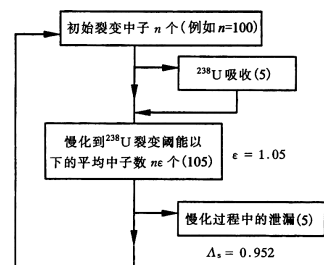 初始裂变中子 n 个(例如 n=100)
²³⁸U 吸收(5)
慢化到²³⁸U 裂变阈能以
下的平均中子数 nε 个(105)
ε = 1.05
慢化过程中的泄漏(5)
Λs = 0.952